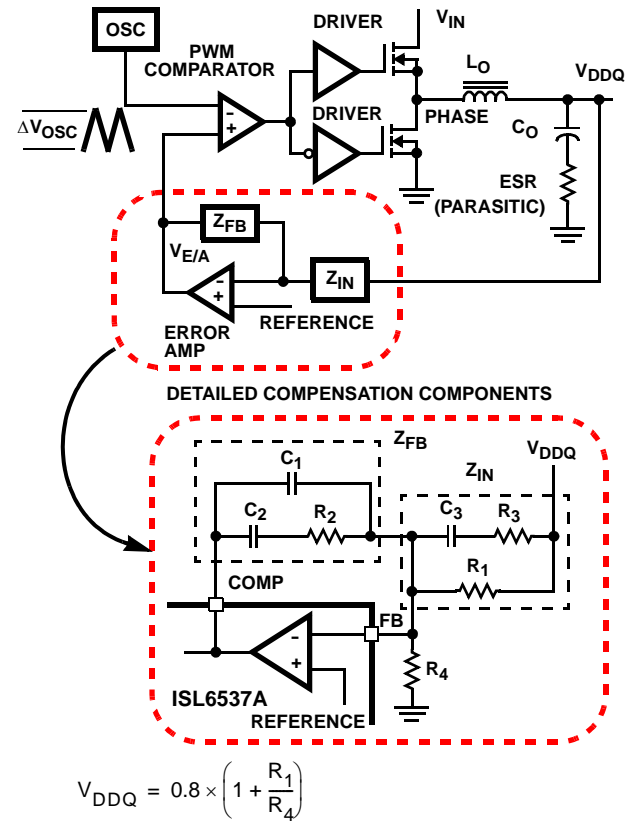 OSC
PWM
COMPARATOR
DRIVER
V_IN
L_O
V_DDQ
ΔV_OSC
-
+
DRIVER
PHASE
C_O
ESR
(PARASITIC)
Z_FB
V_E/A
-
+
Z_IN
REFERENCE
ERROR
AMP
DETAILED COMPENSATION COMPONENTS
Z_FB
V_DDQ
C_1
Z_IN
C_2
R_2
C_3
R_3
R_1
COMP
FB
-
+
R_4
ISL6537A
REFERENCE
V_DDQ = 0.8 × (1 + R_1/R_4)